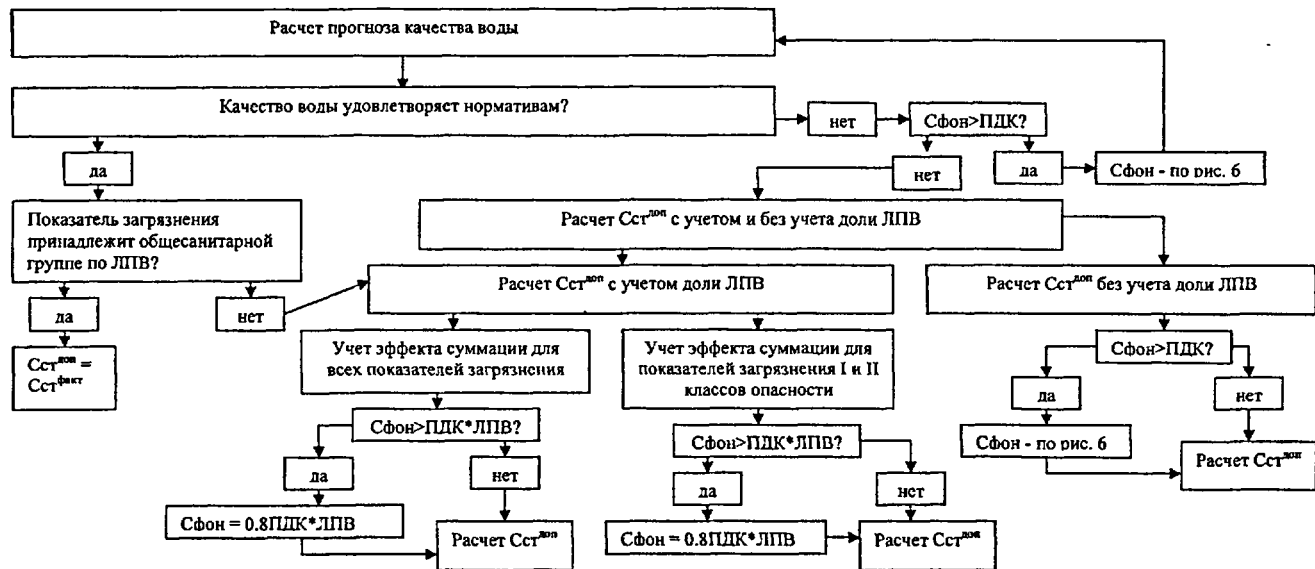 Расчет прогноза качества воды
Качество воды удовлетворяет нормативам?
нет
Сфон>ПДК?
да
нет
да
Сфон - по рис. 6
Показатель загрязнения
принадлежит общесанитарной
группе по ЛПВ?
Расчет Сст^доп с учетом и без учета доли ЛПВ
Расчет Сст^доп с учетом доли ЛПВ
Расчет Сст^доп без учета доли ЛПВ
да
нет
Сст^доп =
Сст^факт
Учет эффекта суммации для
всех показателей загрязнения
Учет эффекта суммации для
показателей загрязнения I и II
классов опасности
Сфон>ПДК?
да
нет
Сфон>ПДК*ЛПВ?
Сфон>ПДК*ЛПВ?
Сфон - по рис. 6
Расчет Сст^доп
да
нет
да
нет
Сфон = 0.8ПДК*ЛПВ
Расчет Сст^доп
Сфон = 0.8ПДК*ЛПВ
Расчет Сст^доп